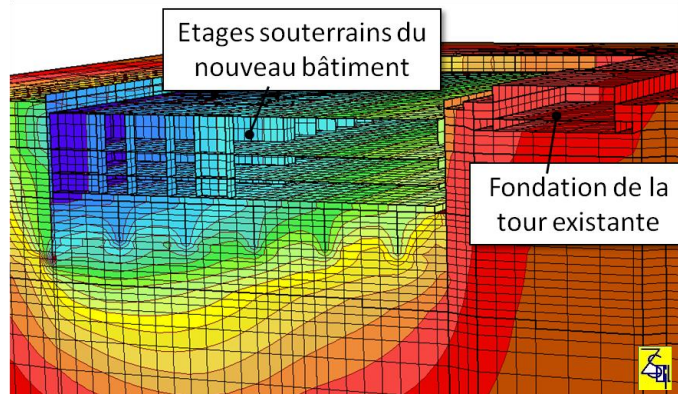 Etages souterrains du
nouveau bâtiment
Fondation de la
tour existante